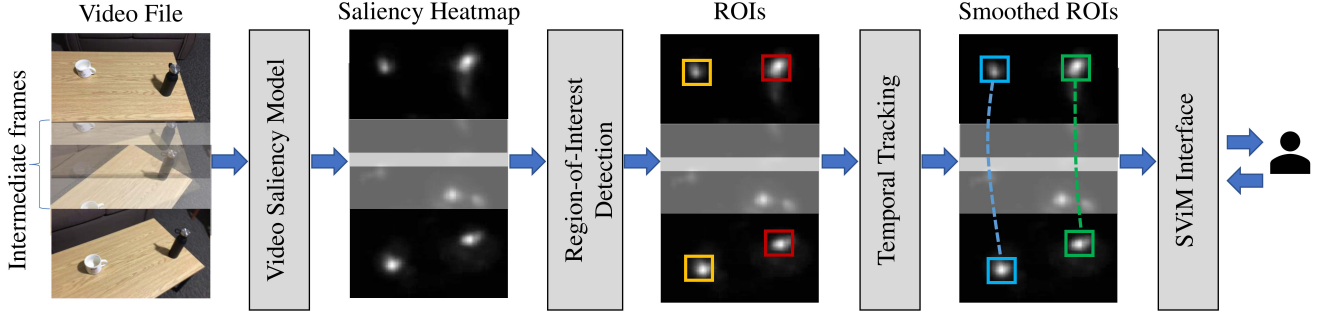 Video File
Saliency Heatmap
ROIs
Smoothed ROIs
Intermediate frames
Video Saliency Model
Region-of-Interest
Detection
Temporal Tracking
SViM Interface